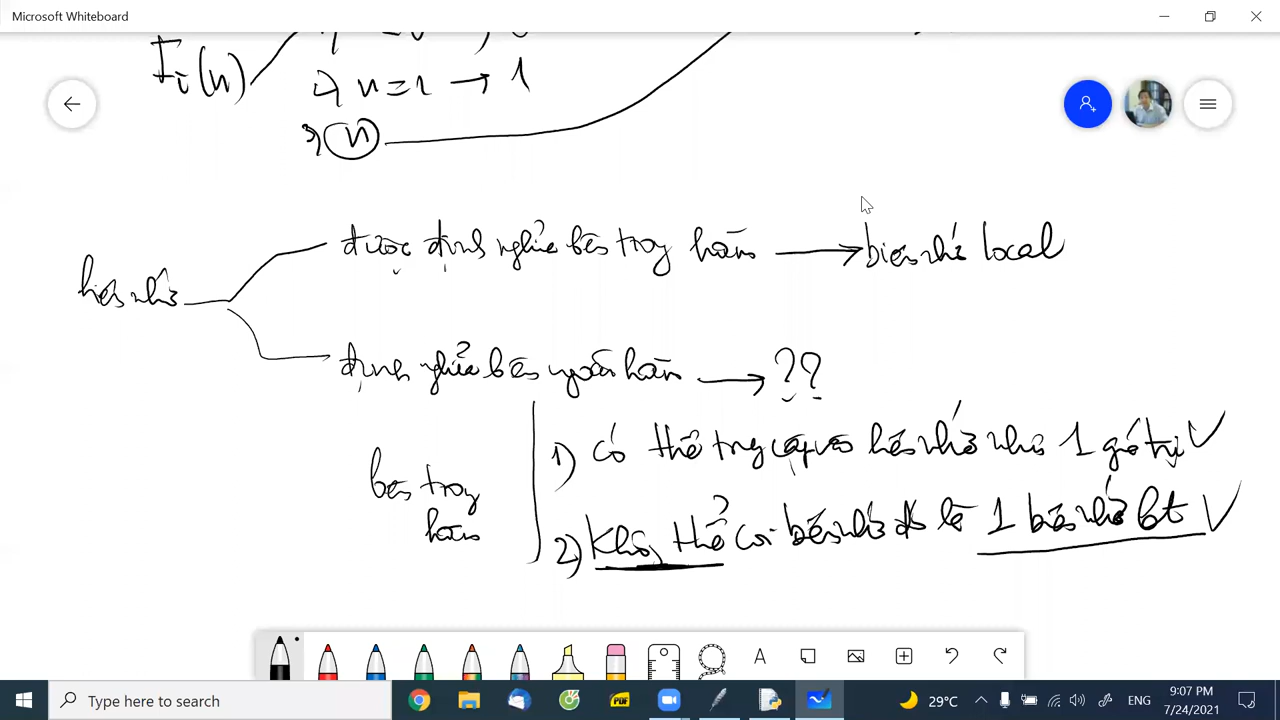 Microsoft Whiteboard
Fi(n)
2) n=1 → 1
3) n
biến nhớ
được định nghĩa bên trong hàm → biến nhớ local
định nghĩa bên ngoài hàm → ??
bên trong
hàm
1) có thể truy cập vào biến nhớ như 1 giá trị ✓
2) Không thể coi biến nhớ đó là 1 biến nhớ bt ✓
Type here to search
PDF
29°C
ENG
9:07 PM
7/24/2021